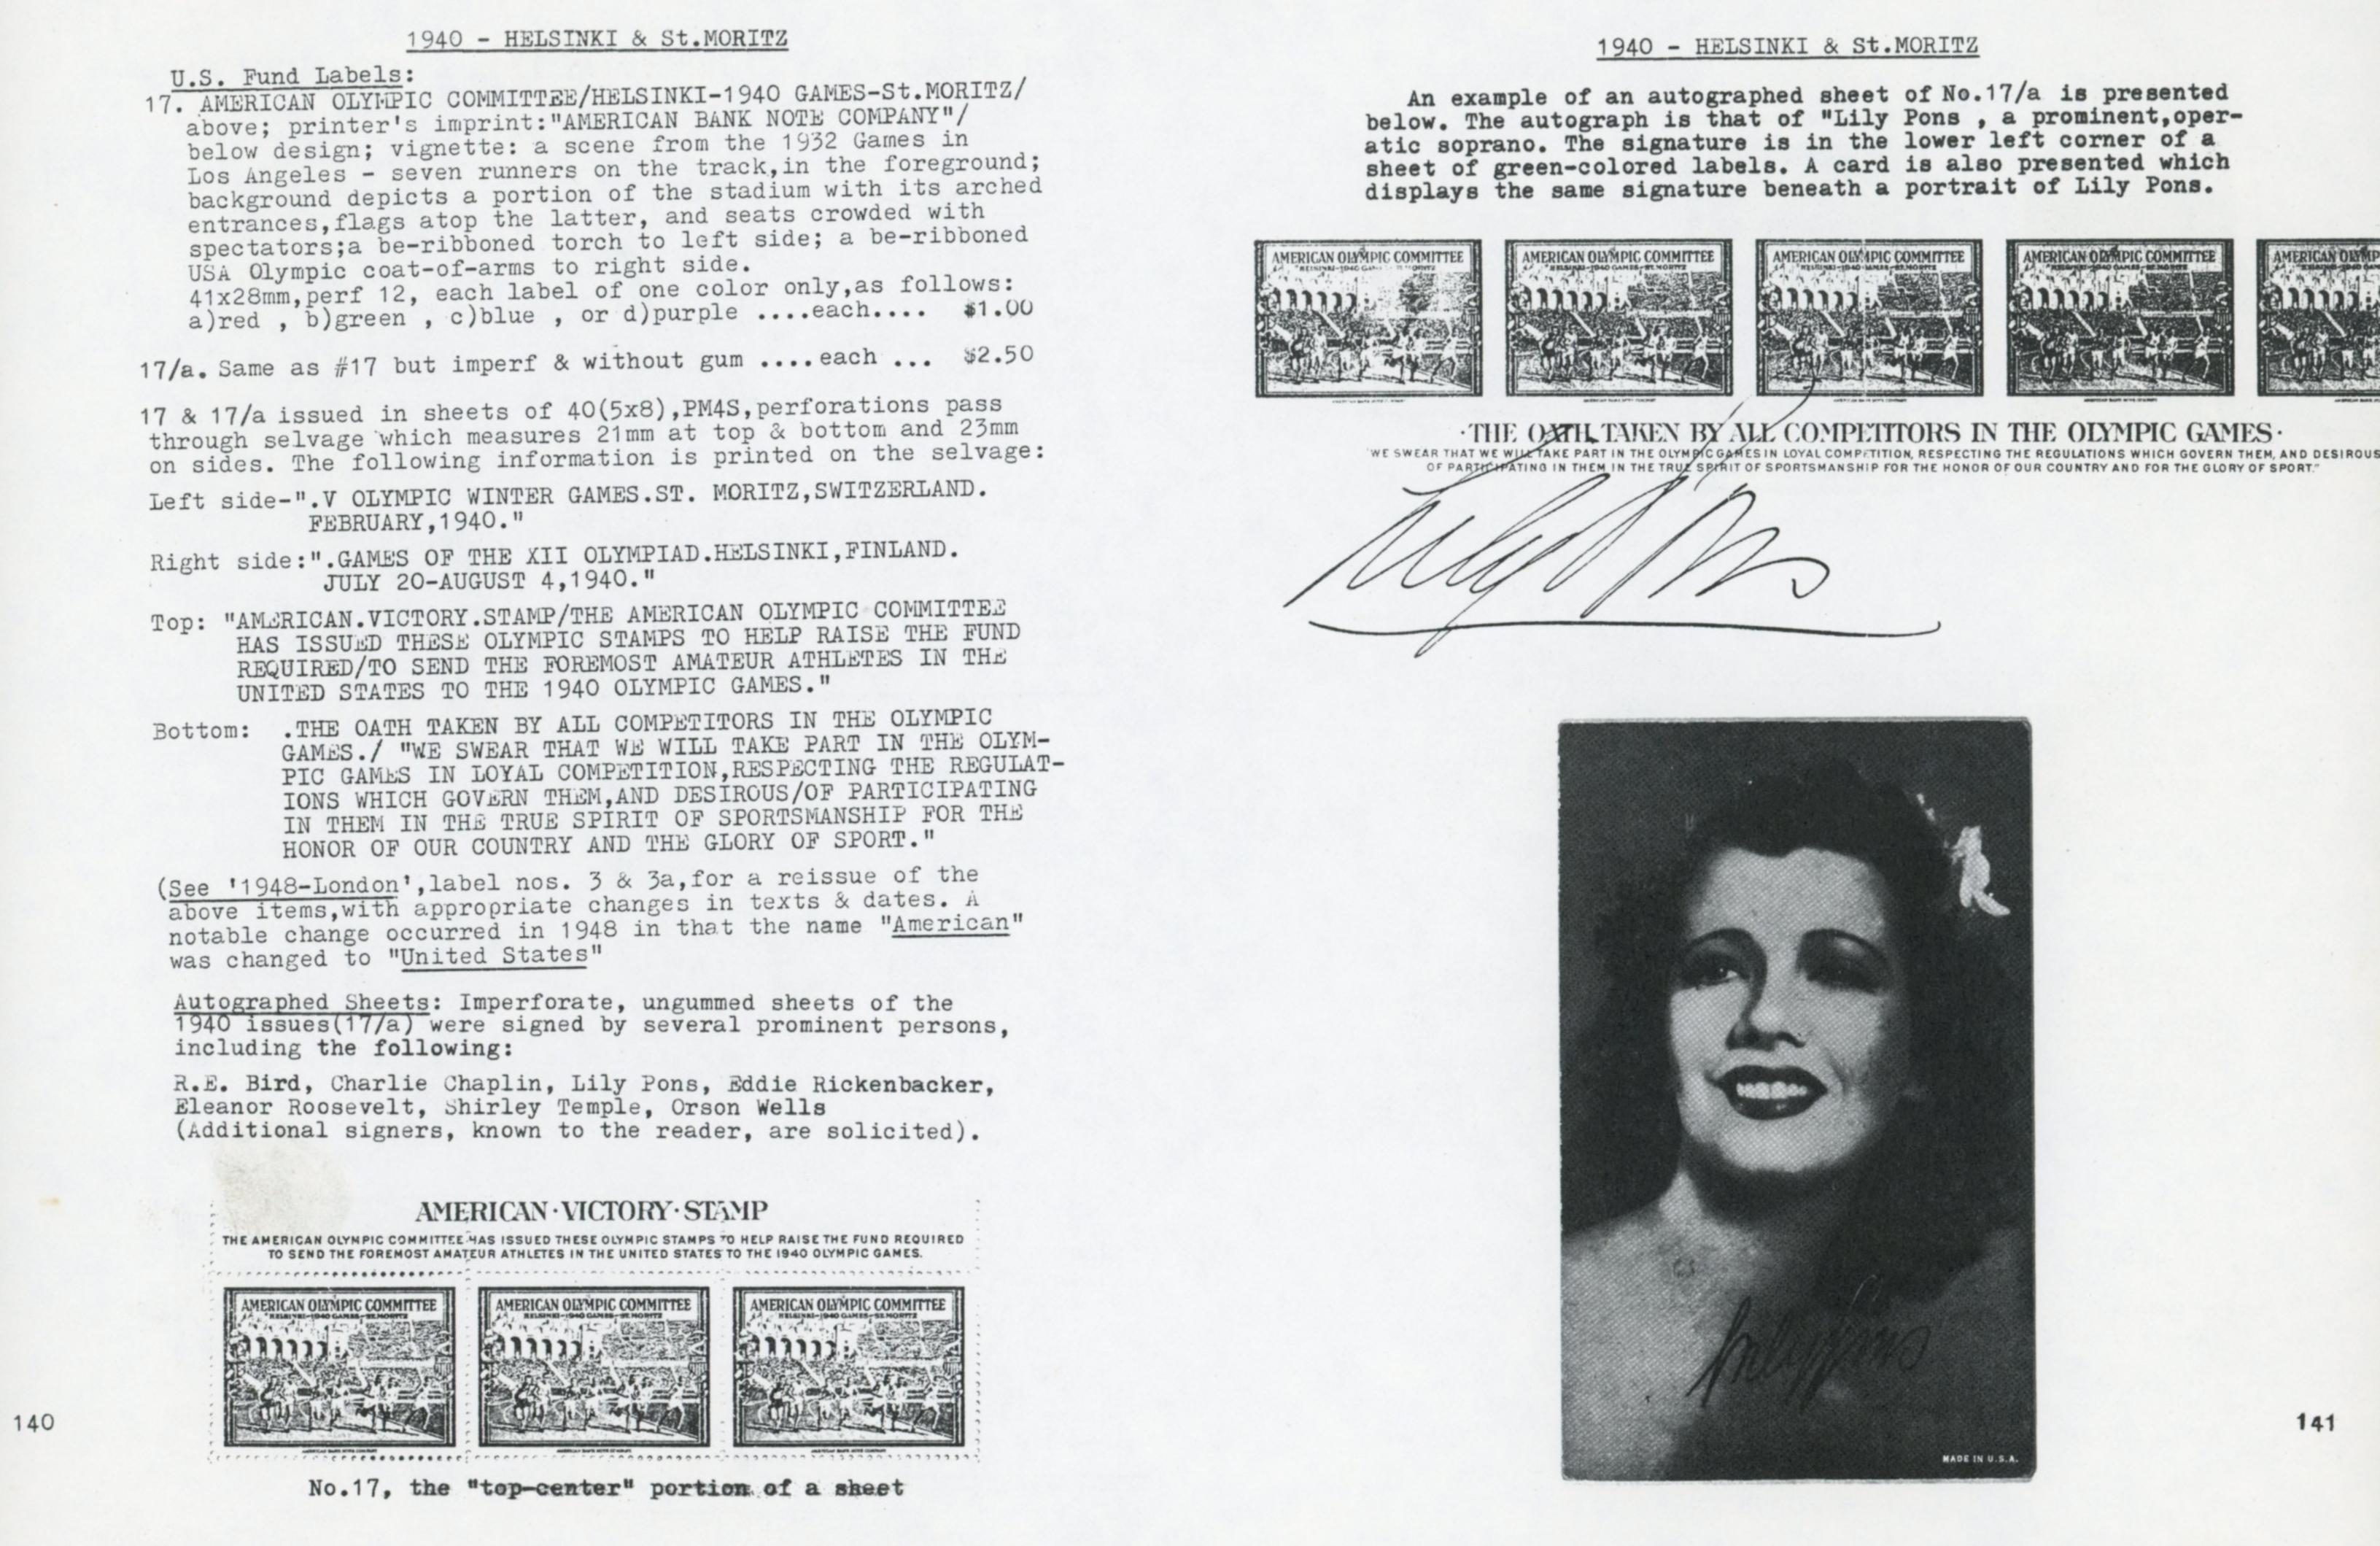 1940 - HELSINKI & St.MORITZ
U.S. Fund Labels:
17. AMERICAN OLYMPIC COMMITTEE/HELSINKI-1940 GAMES-St.MORITZ/
above; printer's imprint:"AMERICAN BANK NOTE COMPANY"/
below design; vignette: a scene from the 1932 Games in
Los Angeles - seven runners on the track,in the foreground;
background depicts a portion of the stadium with its arched
entrances,flags atop the latter, and seats crowded with
spectators;a be-ribboned torch to left side; a be-ribboned
USA Olympic coat-of-arms to right side.
41x28mm,perf 12, each label of one color only,as follows:
a)red , b)green , c)blue , or d)purple ....each.... $1.00
17/a. Same as #17 but imperf & without gum ....each ... $2.50
17 & 17/a issued in sheets of 40(5x8),PM4S,perforations pass
through selvage which measures 21mm at top & bottom and 23mm
on sides. The following information is printed on the selvage:
Left side-".V OLYMPIC WINTER GAMES.ST. MORITZ,SWITZERLAND.
FEBRUARY,1940."
Right side:".GAMES OF THE XII OLYMPIAD.HELSINKI,FINLAND.
JULY 20-AUGUST 4,1940."
Top: "AMERICAN.VICTORY.STAMP/THE AMERICAN OLYMPIC COMMITTEE
HAS ISSUED THESE OLYMPIC STAMPS TO HELP RAISE THE FUND
REQUIRED/TO SEND THE FOREMOST AMATEUR ATHLETES IN THE
UNITED STATES TO THE 1940 OLYMPIC GAMES."
Bottom: .THE OATH TAKEN BY ALL COMPETITORS IN THE OLYMPIC
GAMES./ "WE SWEAR THAT WE WILL TAKE PART IN THE OLYM-
PIC GAMES IN LOYAL COMPETITION,RESPECTING THE REGULAT-
IONS WHICH GOVERN THEM,AND DESIROUS/OF PARTICIPATING
IN THEM IN THE TRUE SPIRIT OF SPORTSMANSHIP FOR THE
HONOR OF OUR COUNTRY AND THE GLORY OF SPORT."
(See '1948-London',label nos. 3 & 3a,for a reissue of the
above items,with appropriate changes in texts & dates. A
notable change occurred in 1948 in that the name "American"
was changed to "United States"
Autographed Sheets: Imperforate, ungummed sheets of the
1940 issues(17/a) were signed by several prominent persons,
including the following:
R.E. Bird, Charlie Chaplin, Lily Pons, Eddie Rickenbacker,
Eleanor Roosevelt, Shirley Temple, Orson Wells
(Additional signers, known to the reader, are solicited).
AMERICAN·VICTORY·STAMP
THE AMERICAN OLYMPIC COMMITTEE HAS ISSUED THESE OLYMPIC STAMPS TO HELP RAISE THE FUND REQUIRED
TO SEND THE FOREMOST AMATEUR ATHLETES IN THE UNITED STATES TO THE 1940 OLYMPIC GAMES.
AMERICAN OLYMPIC COMMITTEE AMERICAN OLYMPIC COMMITTEE AMERICAN OLYMPIC COMMITTEE
HELSINKI-1940 GAMES-ST.MORITZ HELSINKI-1940 GAMES-ST.MORITZ HELSINKI-1940 GAMES-ST.MORITZ
No.17, the "top-center" portion of a sheet
140
1940 - HELSINKI & St.MORITZ
An example of an autographed sheet of No.17/a is presented
below. The autograph is that of "Lily Pons , a prominent,oper-
atic soprano. The signature is in the lower left corner of a
sheet of green-colored labels. A card is also presented which
displays the same signature beneath a portrait of Lily Pons.
AMERICAN OLYMPIC COMMITTEE AMERICAN OLYMPIC COMMITTEE AMERICAN OLYMPIC COMMITTEE AMERICAN OLYMPIC COMMITTEE AMERICAN OLYMP
·THE OATH TAKEN BY ALL COMPETITORS IN THE OLYMPIC GAMES·
"WE SWEAR THAT WE WILL TAKE PART IN THE OLYMPIC GAMES IN LOYAL COMPETITION, RESPECTING THE REGULATIONS WHICH GOVERN THEM, AND DESIROUS
OF PARTICIPATING IN THEM IN THE TRUE SPIRIT OF SPORTSMANSHIP FOR THE HONOR OF OUR COUNTRY AND FOR THE GLORY OF SPORT."
Lily Pons
Lily Pons
MADE IN U.S.A.
141